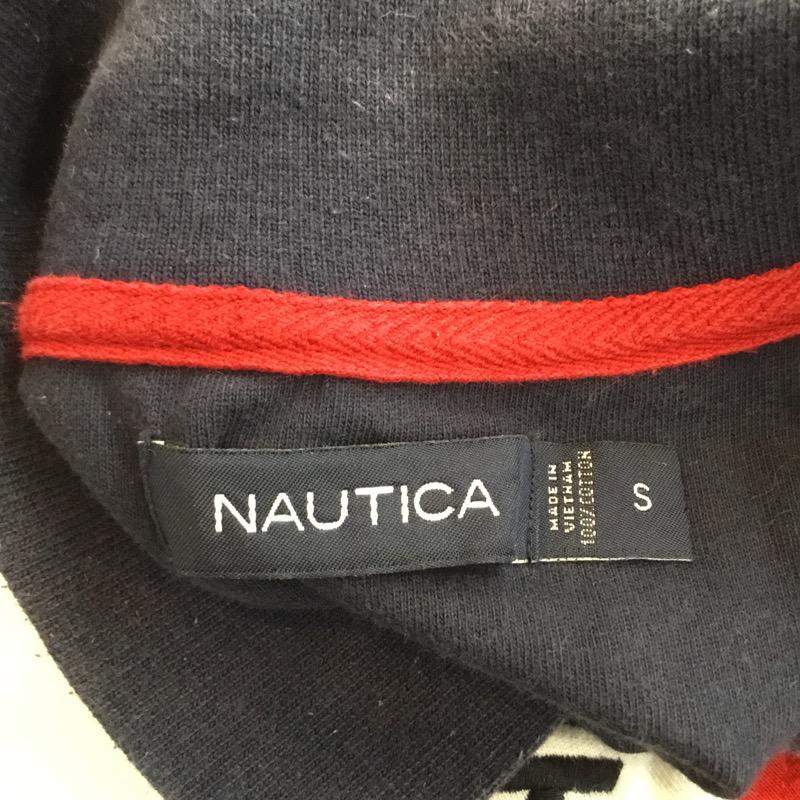 NAUTICA
MADE IN
VIETNAM
100% COTTON
S